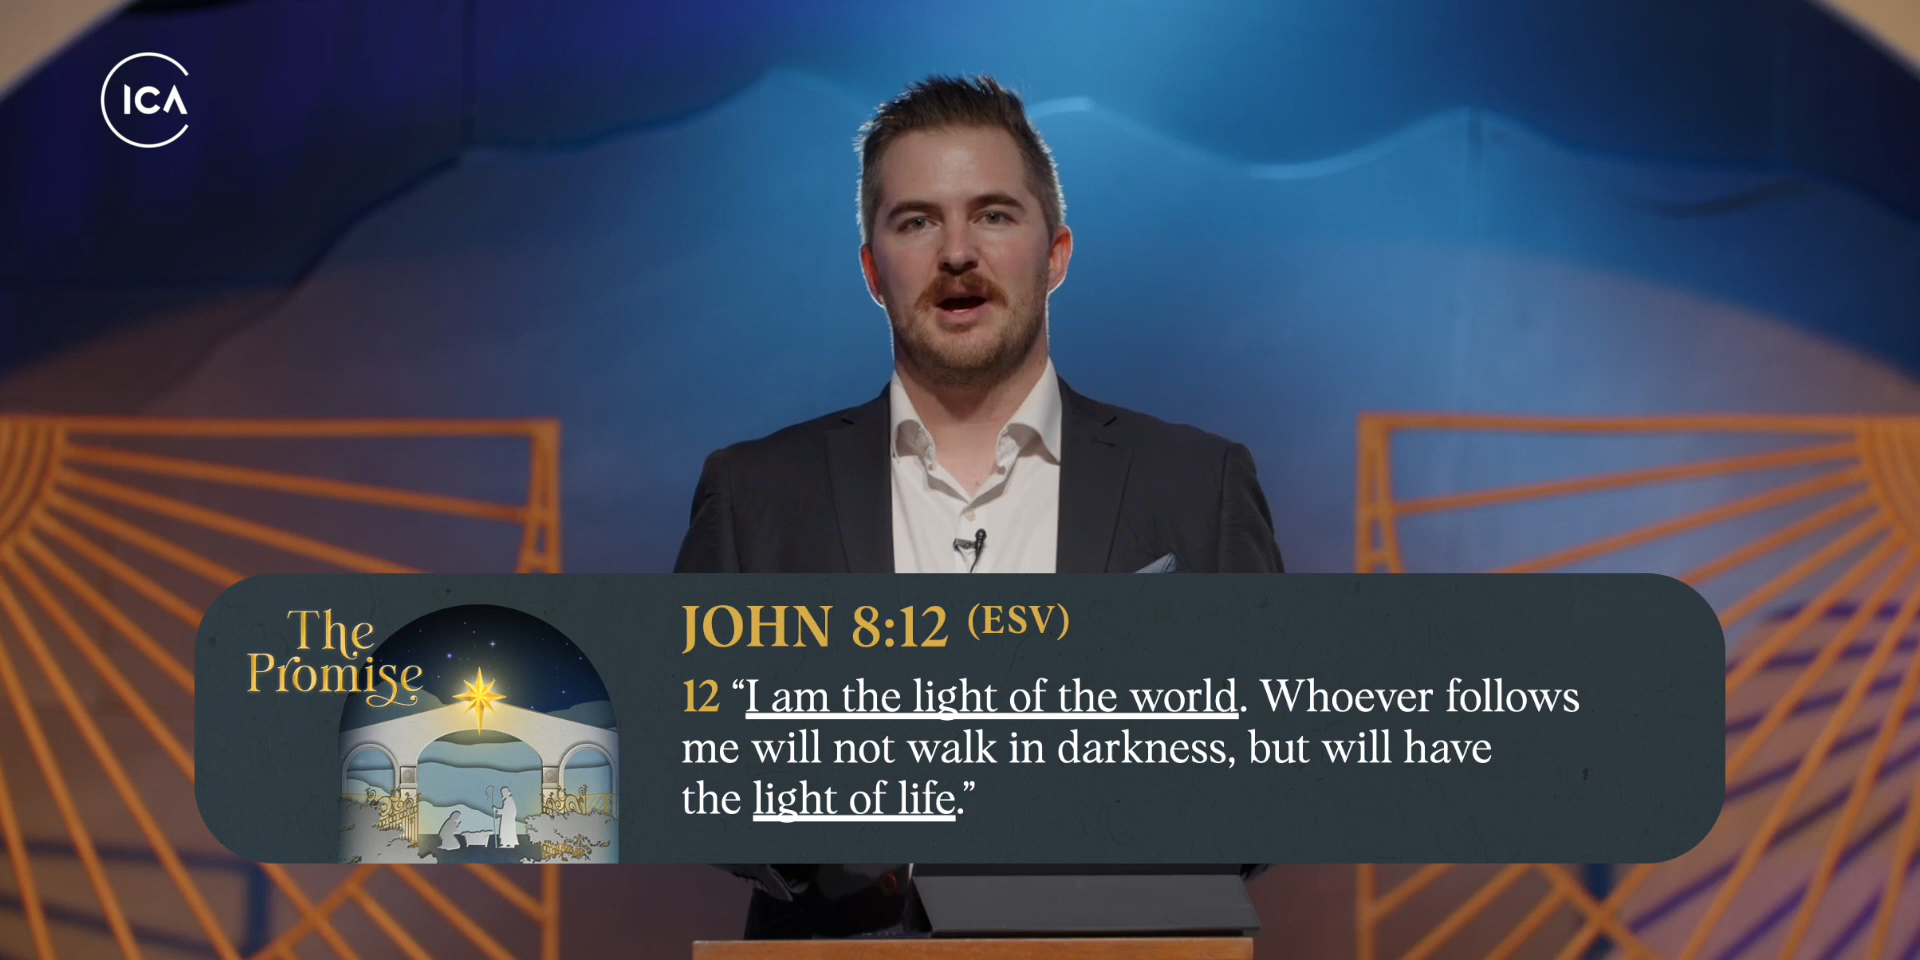 ICA
The
Promise
JOHN 8:12 (ESV)
12 “I am the light of the world. Whoever follows
me will not walk in darkness, but will have
the light of life.”